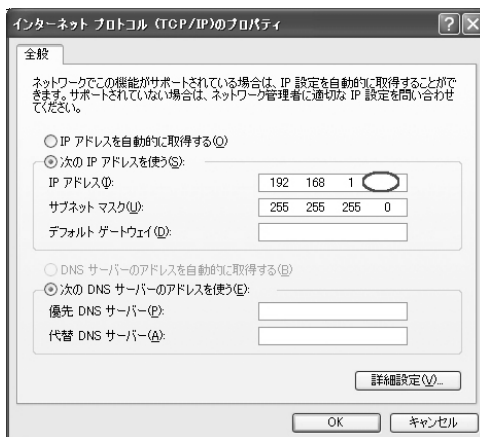 インターネット プロトコル (TCP/IP)のプロパティ
全般
ネットワークでこの機能がサポートされている場合は、IP 設定を自動的に取得することがで
きます。サポートされていない場合は、ネットワーク管理者に適切な IP 設定を問い合わせ
てください。
IP アドレスを自動的に取得する(O)
次の IP アドレスを使う(S):
IP アドレス(I): 192 168 1
サブネット マスク(U): 255 255 255 0
デフォルト ゲートウェイ(D):
DNS サーバーのアドレスを自動的に取得する(B)
次の DNS サーバーのアドレスを使う(E):
優先 DNS サーバー(P):
代替 DNS サーバー(A):
詳細設定(V)...
OK キャンセル